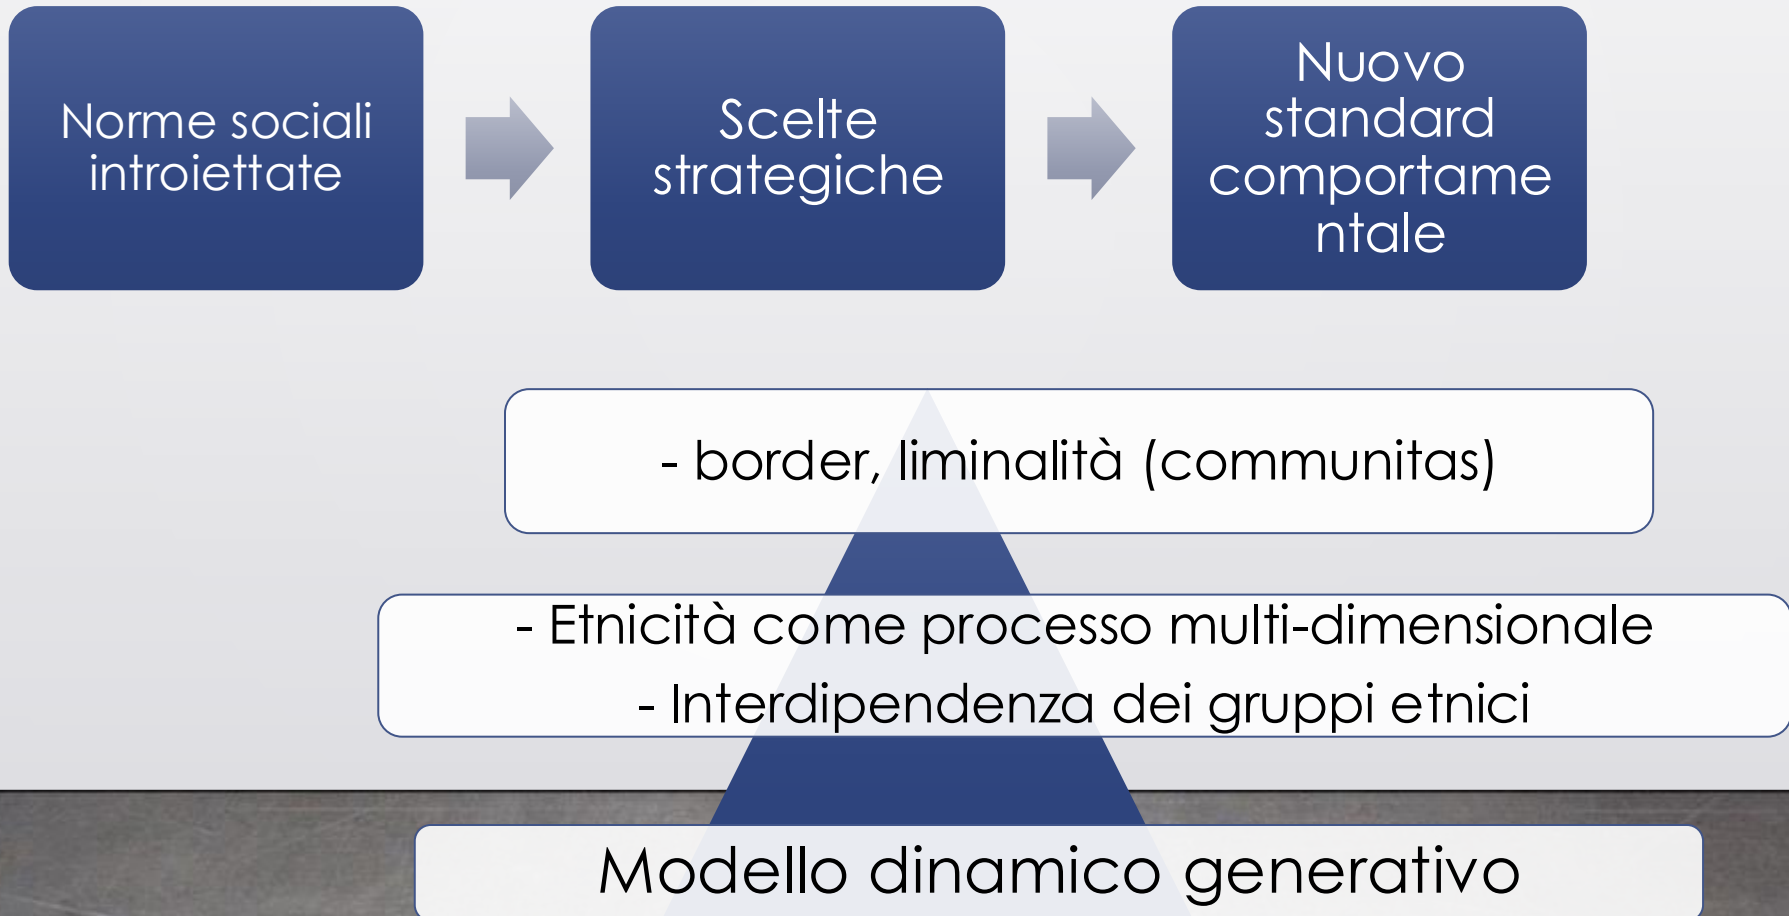 Norme sociali
introiettate
Scelte
strategiche
Nuovo
standard
comportame
ntale
- border, liminalità (communitas)
- Etnicità come processo multi-dimensionale
- Interdipendenza dei gruppi etnici
Modello dinamico generativo